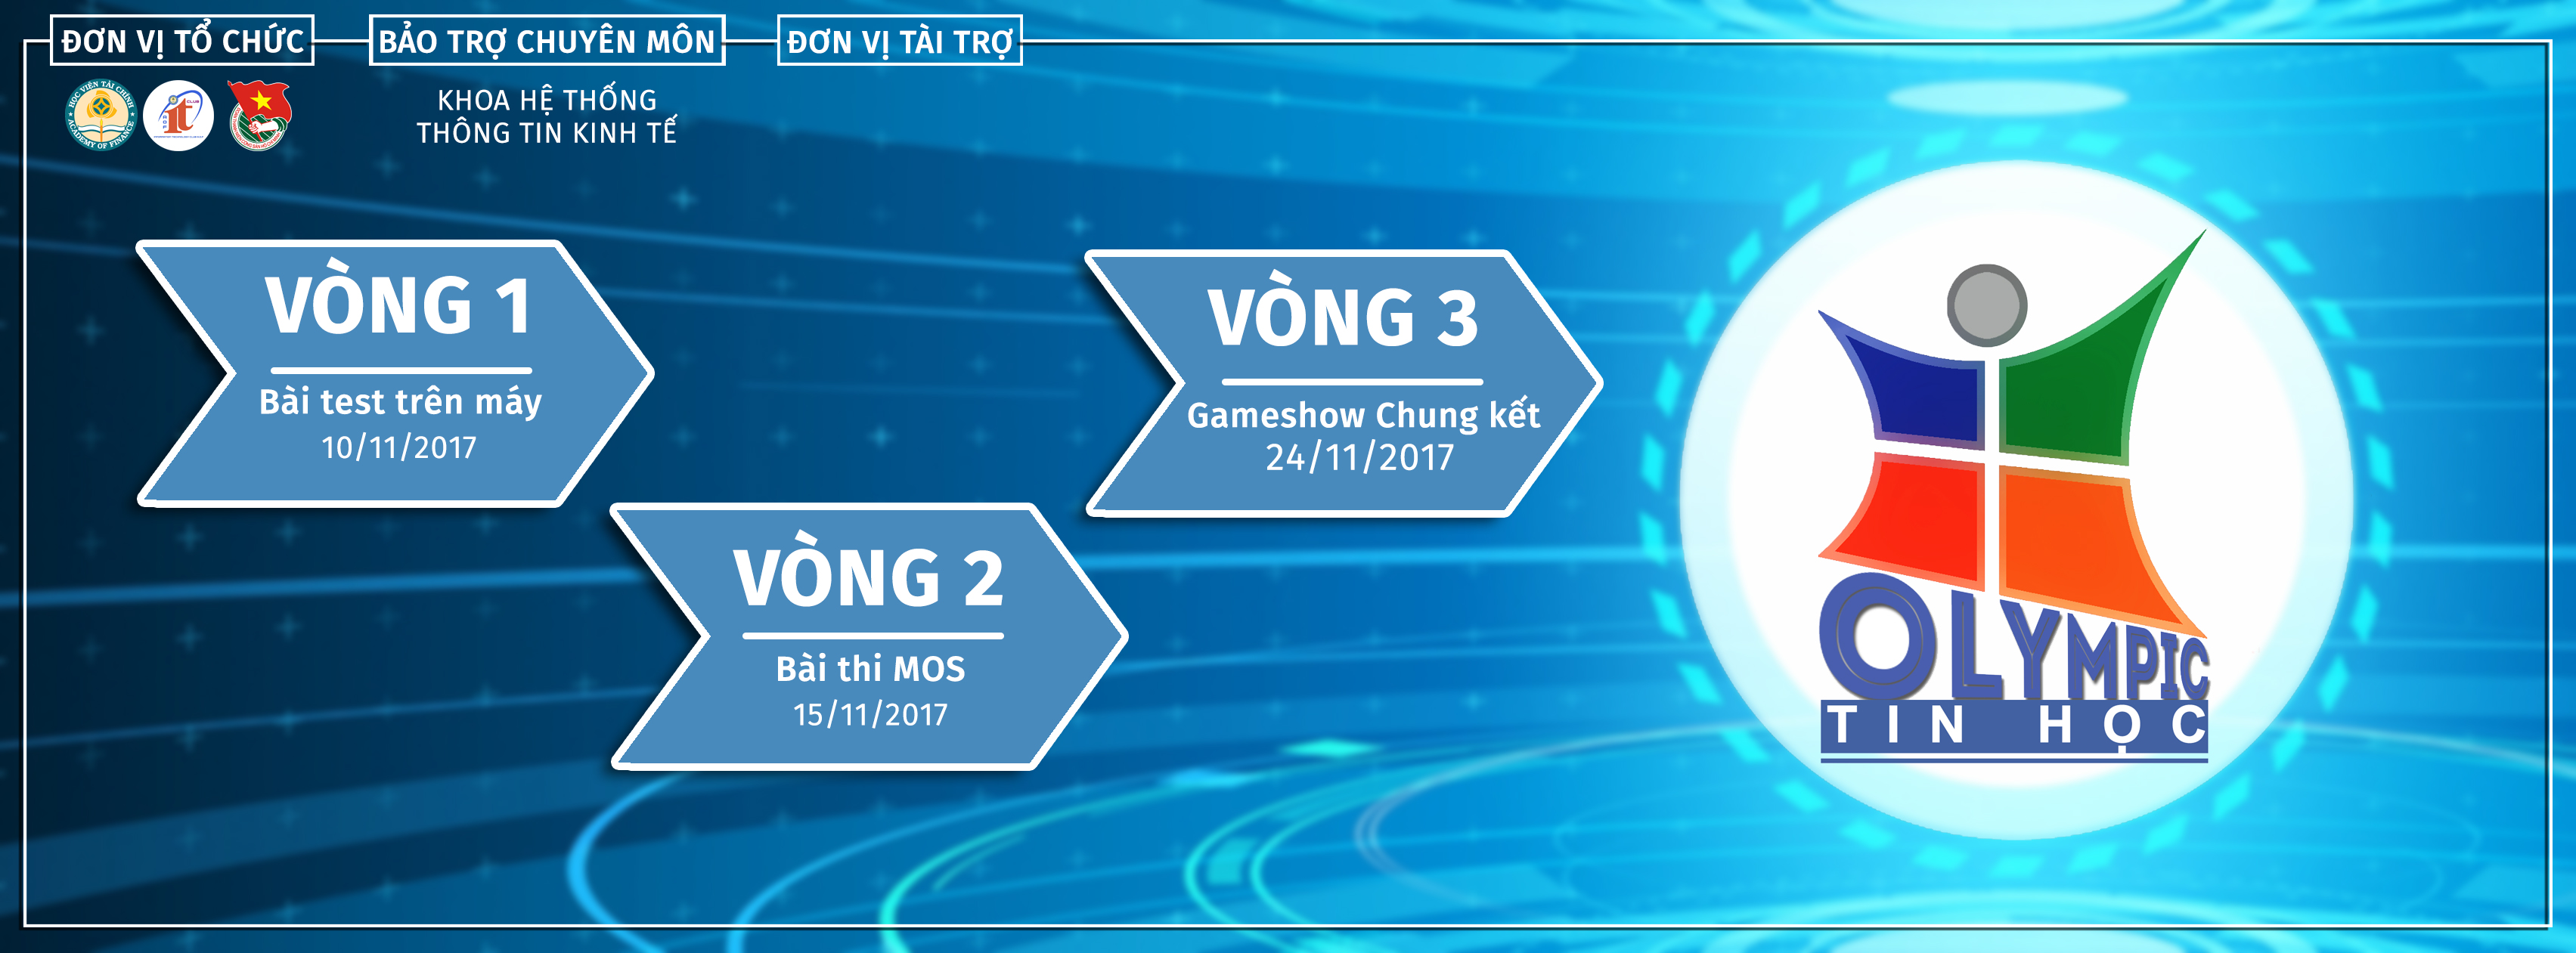 ĐƠN VỊ TỔ CHỨC
BẢO TRỢ CHUYÊN MÔN
ĐƠN VỊ TÀI TRỢ
HỌC VIỆN TÀI CHÍNH
ACADEMY OF FINANCE
it
CLUB
KHOA HỆ THỐNG
THÔNG TIN KINH TẾ
VÒNG 1
Bài test trên máy
10/11/2017
VÒNG 2
Bài thi MOS
15/11/2017
VÒNG 3
Gameshow Chung kết
24/11/2017
OLYMPIC
TIN HỌC